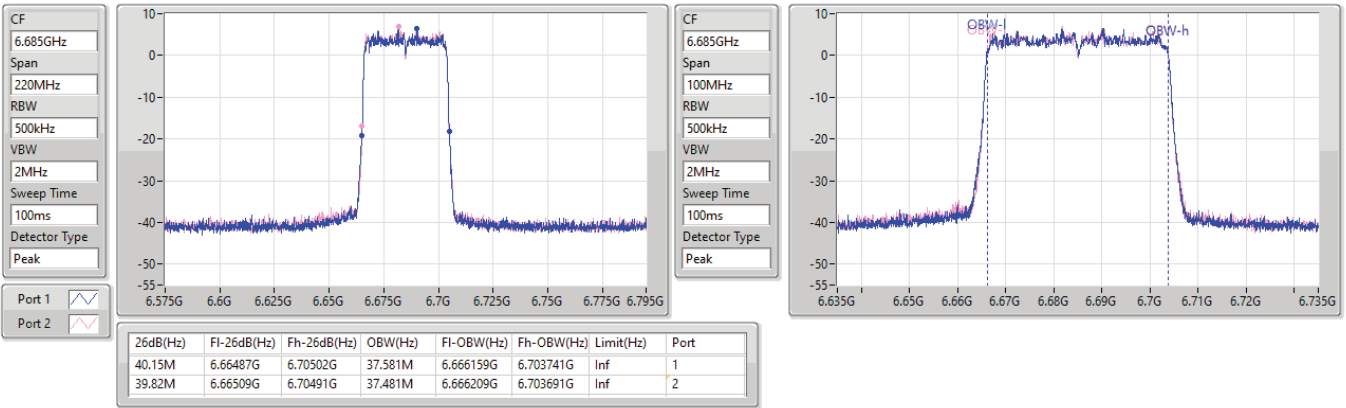 CF
6.685GHz
Span
220MHz
RBW
500kHz
VBW
2MHz
Sweep Time
100ms
Detector Type
Peak
Port 1
Port 2
10
0
-10
-20
-30
-40
-50
-55
6.575G 6.6G 6.625G 6.65G 6.675G 6.7G 6.725G 6.75G 6.775G 6.795G
CF
6.685GHz
Span
100MHz
RBW
500kHz
VBW
2MHz
Sweep Time
100ms
Detector Type
Peak
10
0
-10
-20
-30
-40
-50
-55
OBW-l
OBW-h
6.635G 6.65G 6.66G 6.67G 6.68G 6.69G 6.7G 6.71G 6.72G 6.735G
26dB(Hz) Fl-26dB(Hz) Fh-26dB(Hz) OBW(Hz) Fl-OBW(Hz) Fh-OBW(Hz) Limit(Hz) Port
40.15M 6.66487G 6.70502G 37.581M 6.666159G 6.703741G Inf 1
39.82M 6.66509G 6.70491G 37.481M 6.666209G 6.703691G Inf 2